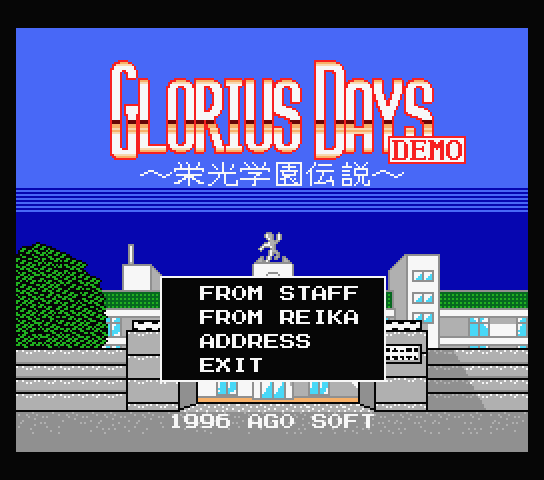 GLORIUS DAYS
DEMO
～栄光学園伝説～
FROM STAFF
FROM REIKA
ADDRESS
EXIT
1996 AGO SOFT